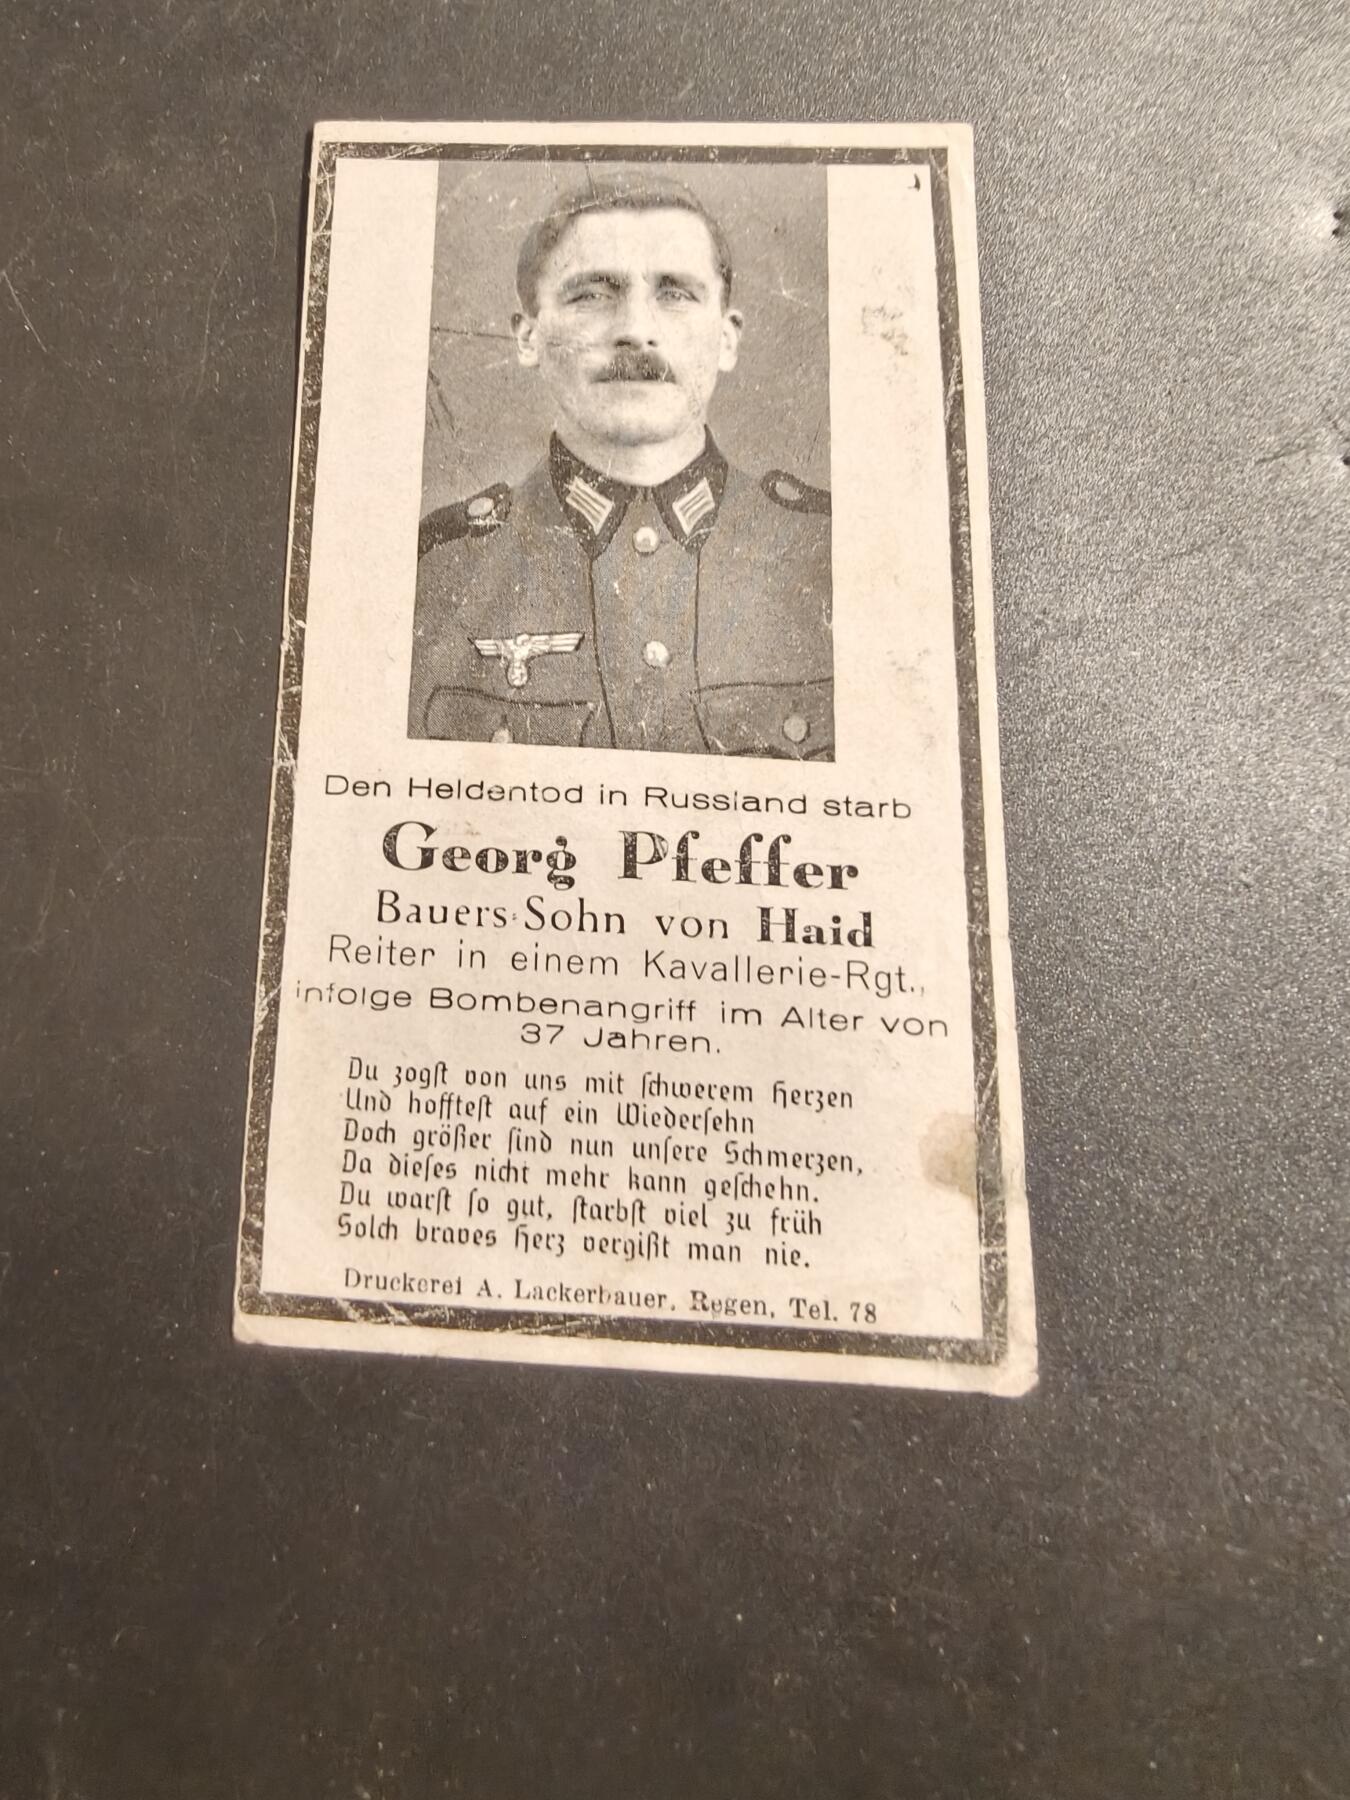 Den Heldentod in Russland starb
Georg Pfeffer
Bauers-Sohn von Haid
Reiter in einem Kavallerie-Rgt.,
infolge Bombenangriff im Alter von
37 Jahren.
Du zogſt von uns mit ſchwerem Herzen
Und hoffteſt auf ein Wiederſehn
Doch größer ſind nun unſere Schmerzen,
Da dieſes nicht mehr kann geſchehn.
Du warſt ſo gut, ſtarbſt viel zu früh
Solch braves Herz vergißt man nie.
Druckerei A. Lackerbauer, Regen, Tel. 78